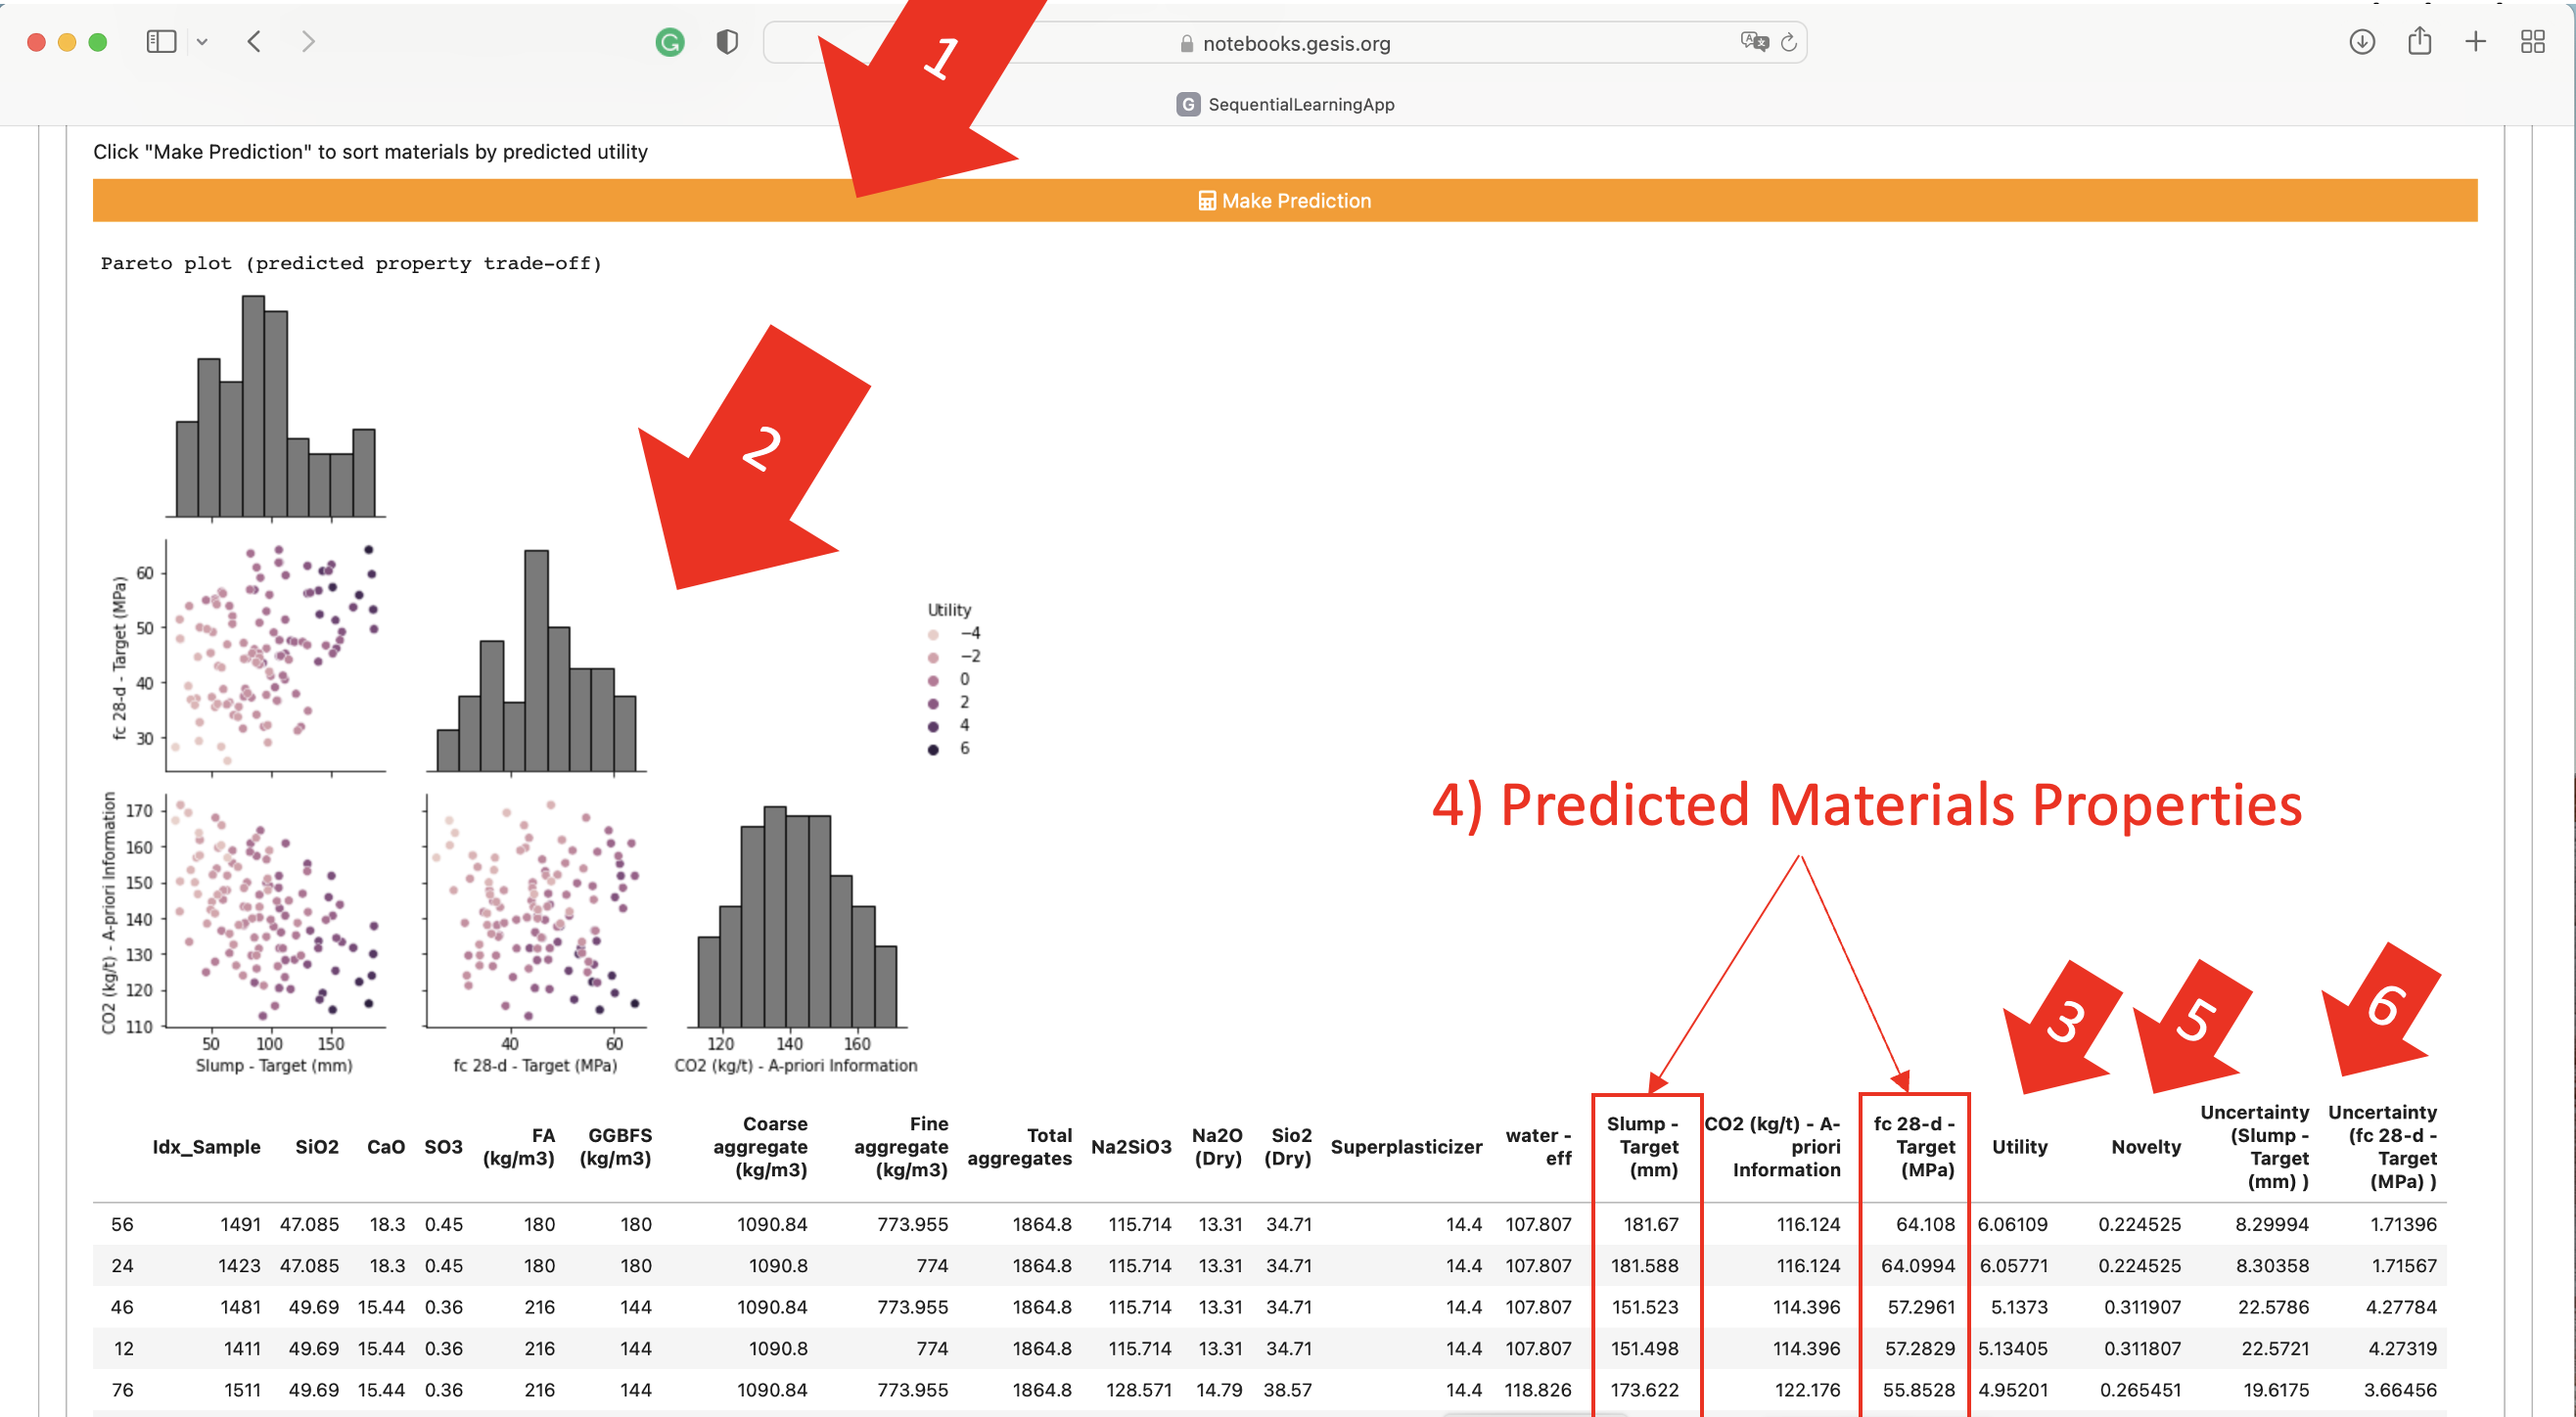 notebooks.gesis.org
G SequentialLearningApp
1
Click "Make Prediction" to sort materials by predicted utility
Make Prediction
Pareto plot (predicted property trade-off)
2
fc 28-d - Target (MPa)
60
50
40
30
Utility
−4
−2
0
2
4
6
4) Predicted Materials Properties
CO2 (kg/t) - A-priori Information
170
160
150
140
130
120
110
50 100 150
Slump - Target (mm)
40 60
fc 28-d - Target (MPa)
120 140 160
CO2 (kg/t) - A-priori Information
3
5
6
Idx_Sample SiO2 CaO SO3 FA (kg/m3) GGBFS (kg/m3) Coarse aggregate (kg/m3) Fine aggregate (kg/m3) Total aggregates Na2SiO3 Na2O (Dry) Sio2 (Dry) Superplasticizer water - eff Slump - Target (mm) CO2 (kg/t) - A-priori Information fc 28-d - Target (MPa) Utility Novelty Uncertainty (Slump - Target (mm) ) Uncertainty (fc 28-d - Target (MPa) )
56 1491 47.085 18.3 0.45 180 180 1090.84 773.955 1864.8 115.714 13.31 34.71 14.4 107.807 181.67 116.124 64.108 6.06109 0.224525 8.29994 1.71396
24 1423 47.085 18.3 0.45 180 180 1090.8 774 1864.8 115.714 13.31 34.71 14.4 107.807 181.588 116.124 64.0994 6.05771 0.224525 8.30358 1.71567
46 1481 49.69 15.44 0.36 216 144 1090.84 773.955 1864.8 115.714 13.31 34.71 14.4 107.807 151.523 114.396 57.2961 5.1373 0.311907 22.5786 4.27784
12 1411 49.69 15.44 0.36 216 144 1090.8 774 1864.8 115.714 13.31 34.71 14.4 107.807 151.498 114.396 57.2829 5.13405 0.311807 22.5721 4.27319
76 1511 49.69 15.44 0.36 216 144 1090.84 773.955 1864.8 128.571 14.79 38.57 14.4 118.826 173.622 122.176 55.8528 4.95201 0.265451 19.6175 3.66456